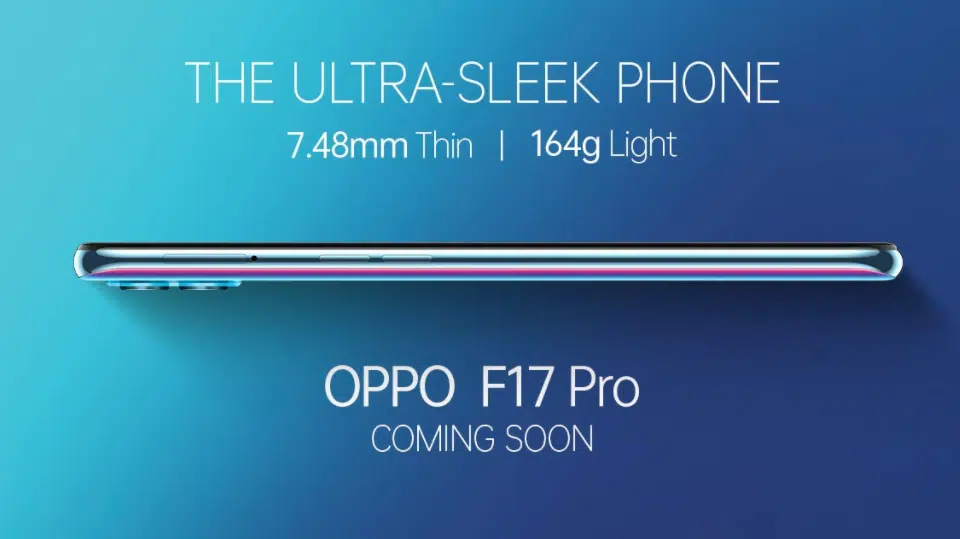 THE ULTRA-SLEEK PHONE
7.48mm Thin | 164g Light
OPPO F17 Pro
COMING SOON